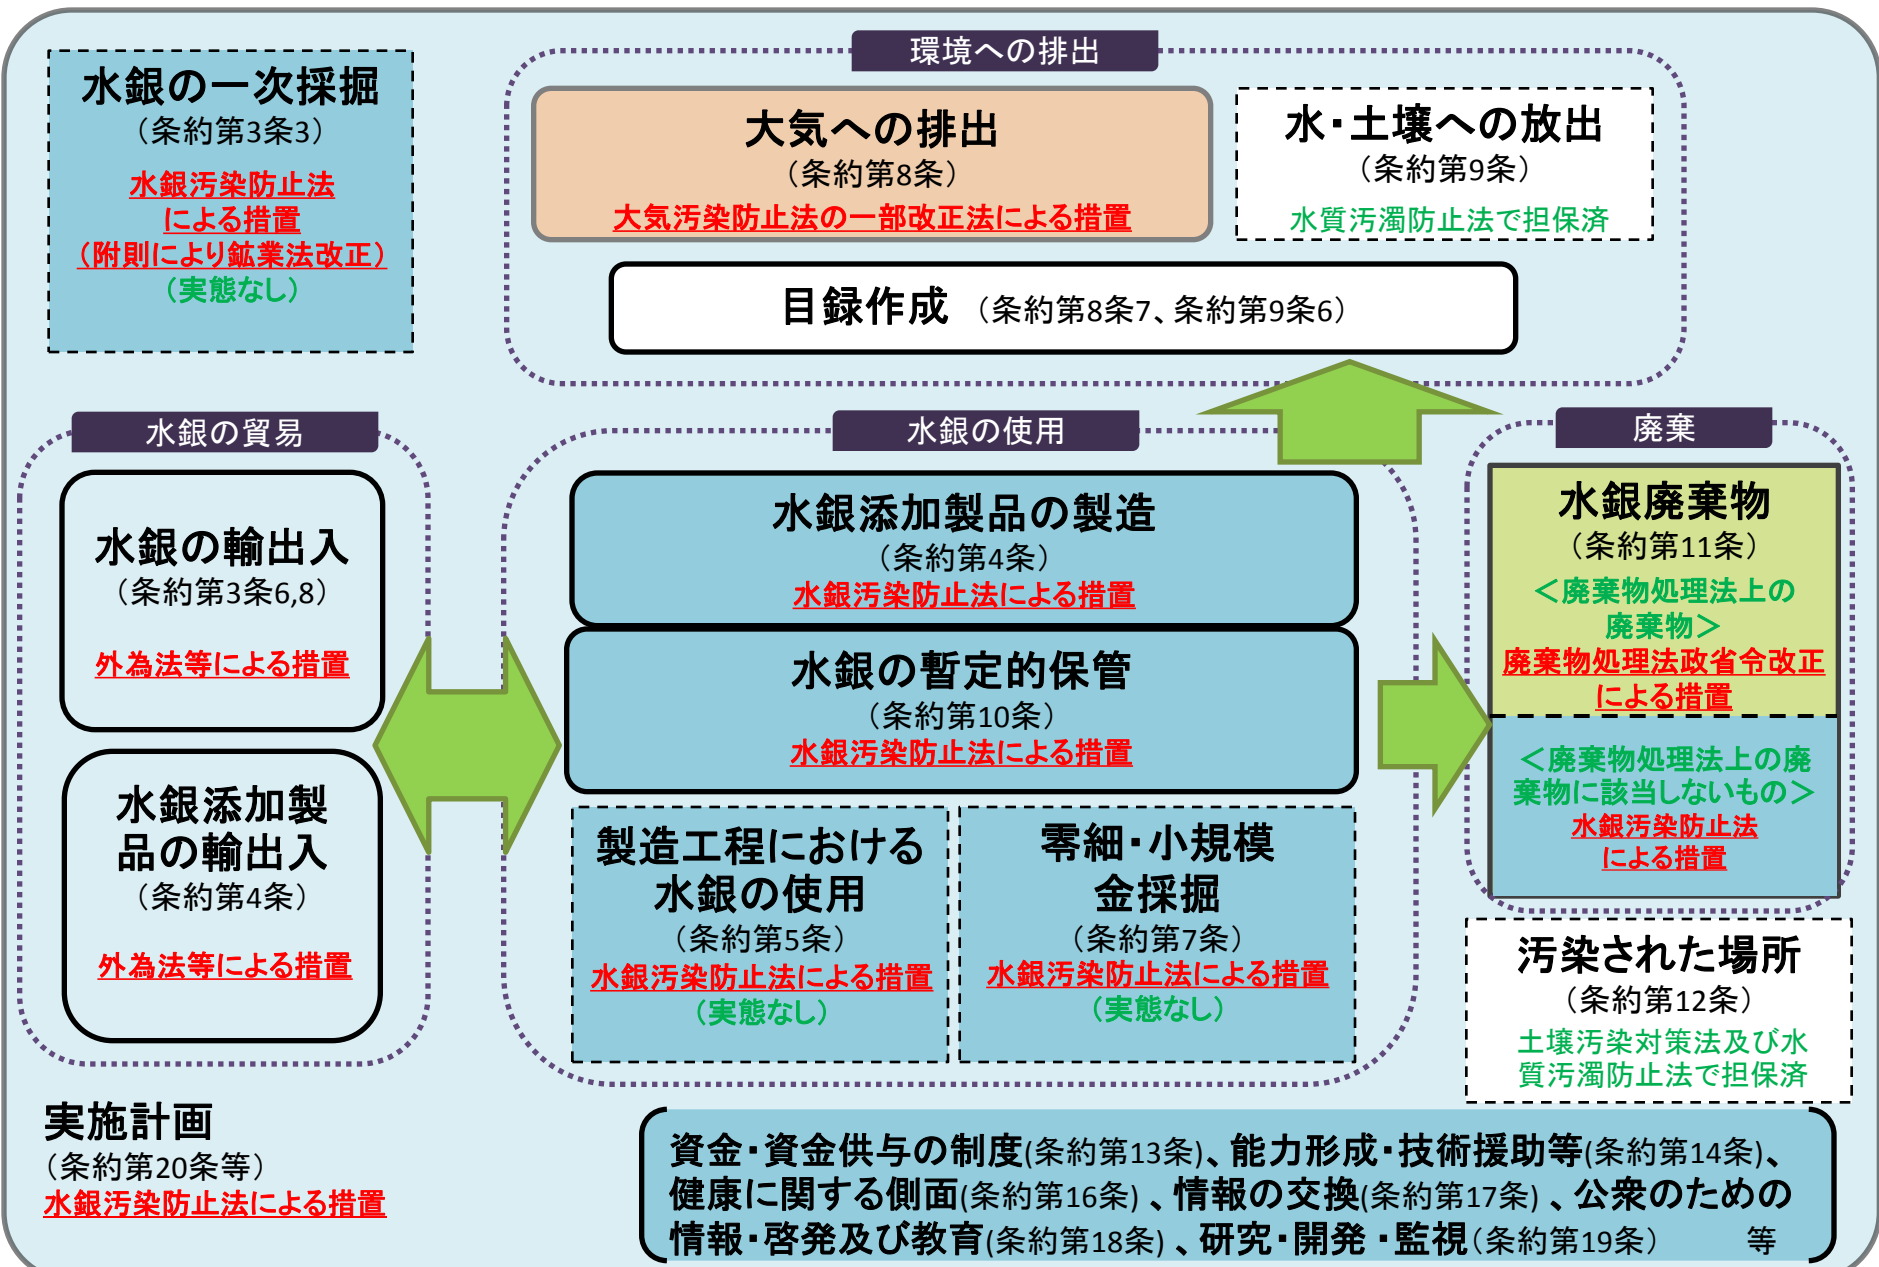 水銀の一次採掘
（条約第3条3）
水銀汚染防止法
による措置
（附則により鉱業法改正）
（実態なし）
環境への排出
大気への排出
（条約第8条）
大気汚染防止法の一部改正法による措置
水・土壌への放出
（条約第9条）
水質汚濁防止法で担保済
目録作成 （条約第8条7、条約第9条6）
水銀の貿易
水銀の輸出入
（条約第3条6,8）
外為法等による措置
水銀添加製
品の輸出入
（条約第4条）
外為法等による措置
水銀の使用
水銀添加製品の製造
（条約第4条）
水銀汚染防止法による措置
水銀の暫定的保管
（条約第10条）
水銀汚染防止法による措置
製造工程における
水銀の使用
（条約第5条）
水銀汚染防止法による措置
（実態なし）
零細・小規模
金採掘
（条約第7条）
水銀汚染防止法による措置
（実態なし）
廃棄
水銀廃棄物
（条約第11条）
＜廃棄物処理法上の
廃棄物＞
廃棄物処理法政省令改正
による措置
＜廃棄物処理法上の廃
棄物に該当しないもの＞
水銀汚染防止法
による措置
汚染された場所
（条約第12条）
土壌汚染対策法及び水
質汚濁防止法で担保済
実施計画
（条約第20条等）
水銀汚染防止法による措置
資金・資金供与の制度(条約第13条)、能力形成・技術援助等(条約第14条)、
健康に関する側面(条約第16条) 、情報の交換(条約第17条) 、公衆のための
情報・啓発及び教育(条約第18条) 、研究・開発 ・監視（条約第19条） 等